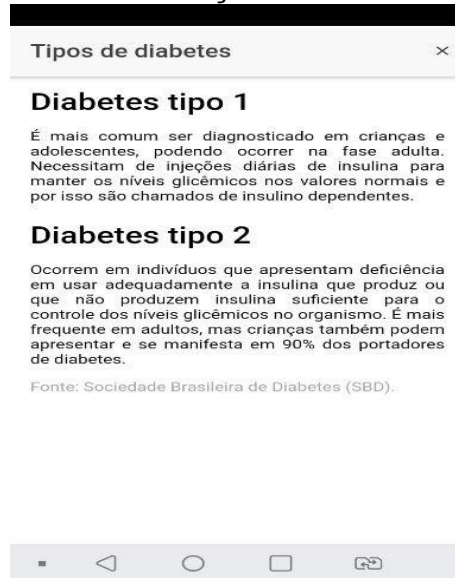 Tipos de diabetes ×
Diabetes tipo 1
É mais comum ser diagnosticado em crianças e
adolescentes, podendo ocorrer na fase adulta.
Necessitam de injeções diárias de insulina para
manter os níveis glicêmicos nos valores normais e
por isso são chamados de insulino dependentes.
Diabetes tipo 2
Ocorrem em indivíduos que apresentam deficiência
em usar adequadamente a insulina que produz ou
que não produzem insulina suficiente para o
controle dos níveis glicêmicos no organismo. É mais
frequente em adultos, mas crianças também podem
apresentar e se manifesta em 90% dos portadores
de diabetes.
Fonte: Sociedade Brasileira de Diabetes (SBD).